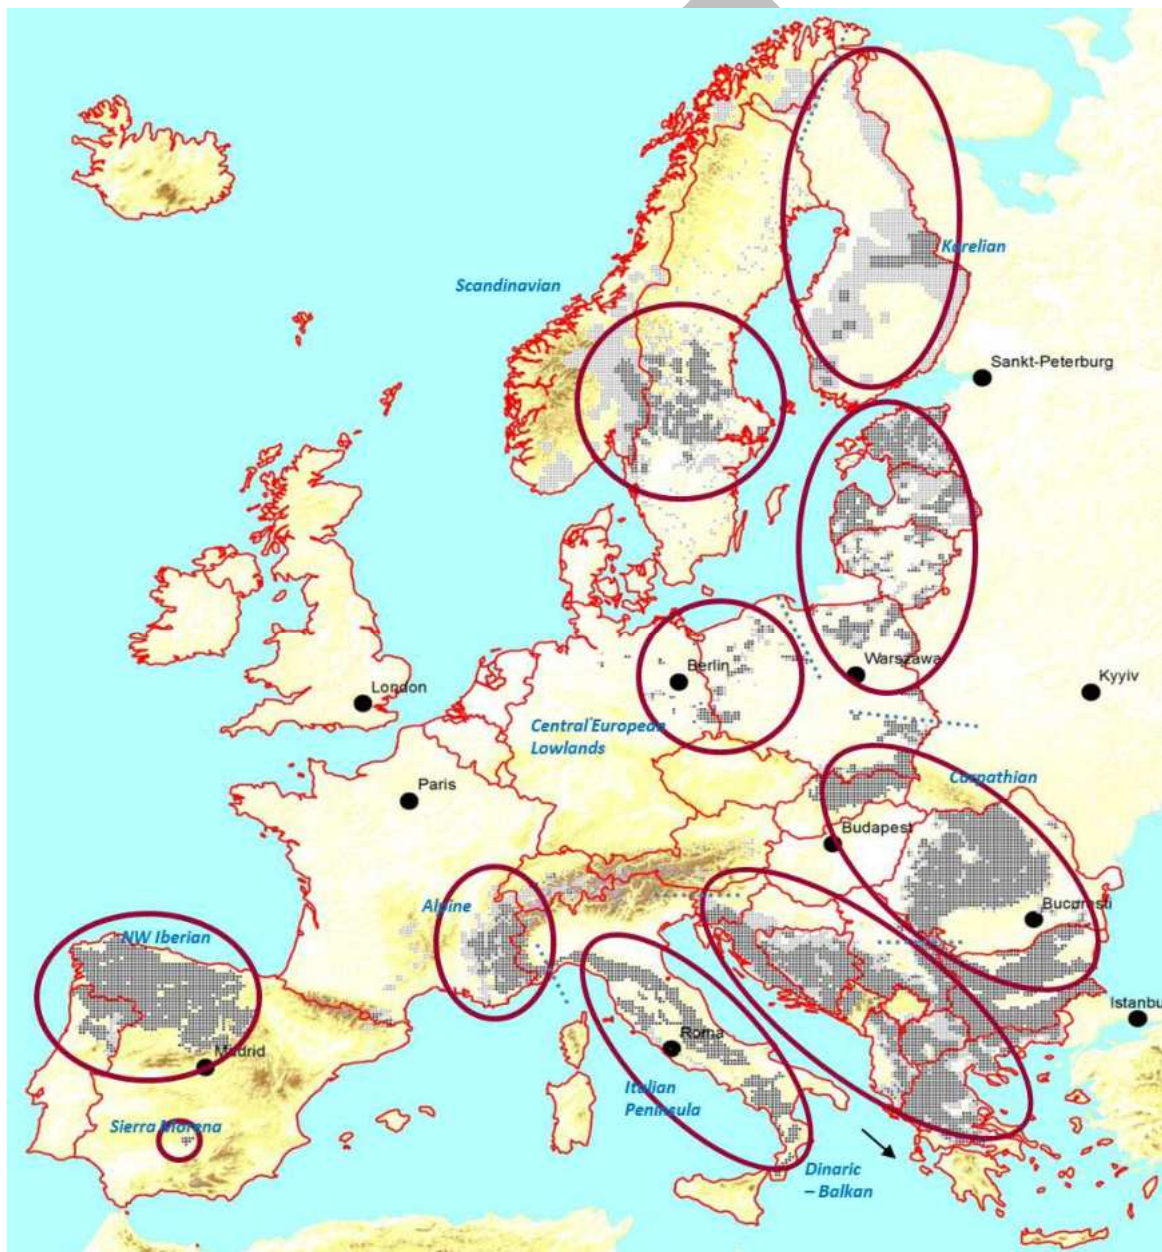 Karelian
Scandinavian
Sankt-Peterburg
Berlin
Warszawa
London
Kyyiv
Central European
Lowlands
Carpathian
Paris
Budapest
Alpine
Bucuresti
NW Iberian
Istanbu
Roma
Madrid
Italian
Peninsula
Sierra Morena
Dinaric
– Balkan